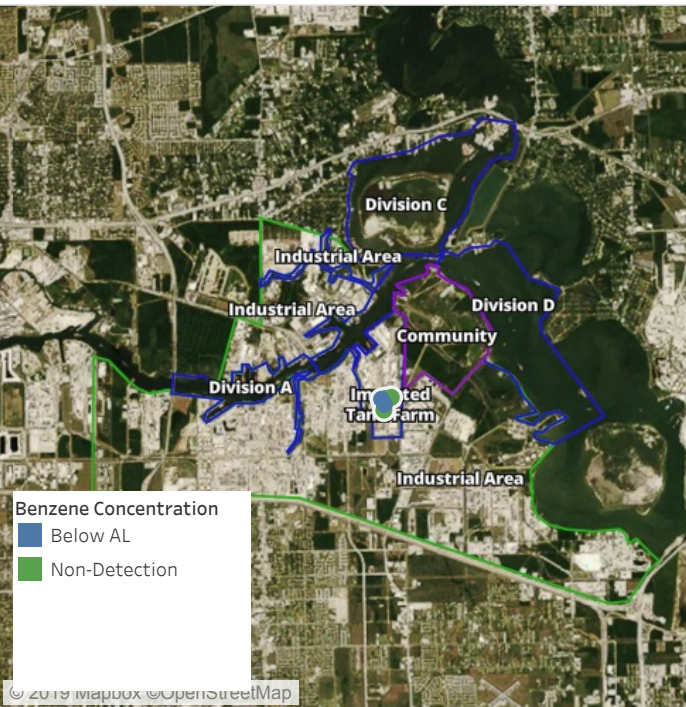 Division C
Industrial Area
Division D
Industrial Area
Community
Division A
Farm
Industrial Area
Benzene Concentration
Below AL
Non-Detection
© 2019 Mapbox ©OpenStreetMap